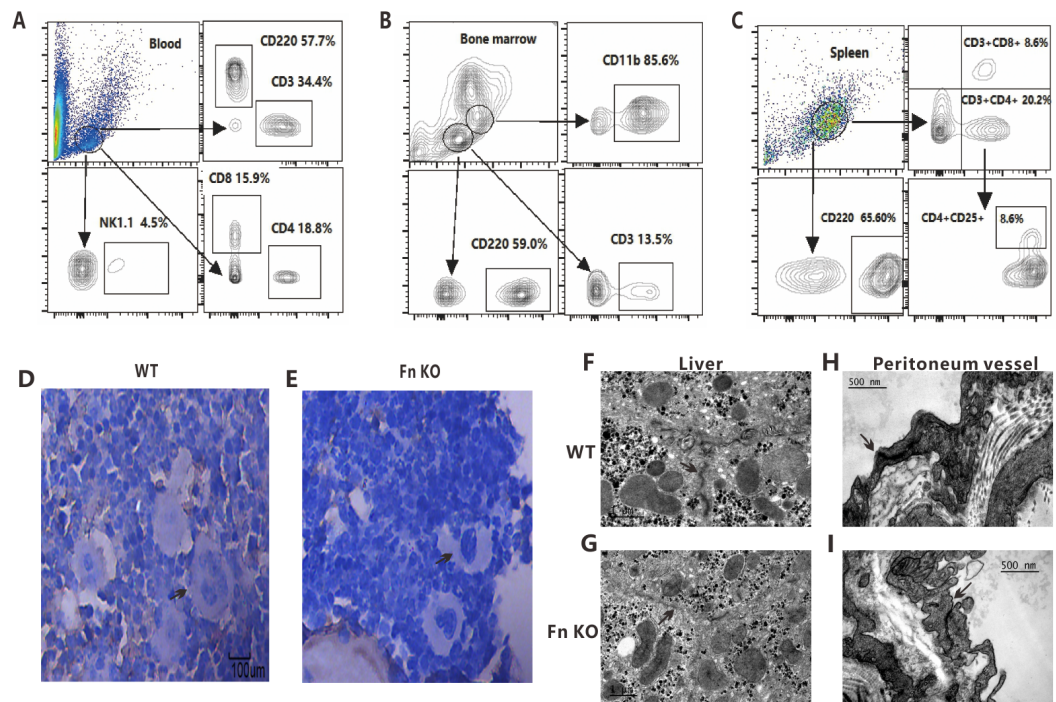 A
Blood
CD220 57.7%
CD3 34.4%
NK1.1 4.5%
CD8 15.9%
CD4 18.8%
B
Bone marrow
CD11b 85.6%
CD220 59.0%
CD3 13.5%
C
Spleen
CD3+CD8+ 8.6%
CD3+CD4+ 20.2%
CD220 65.60%
CD4+CD25+ 8.6%
D
WT
100um
E
Fn KO
F
Liver
WT
G
Fn KO
H
Peritoneum vessel
500 nm
I
500 nm